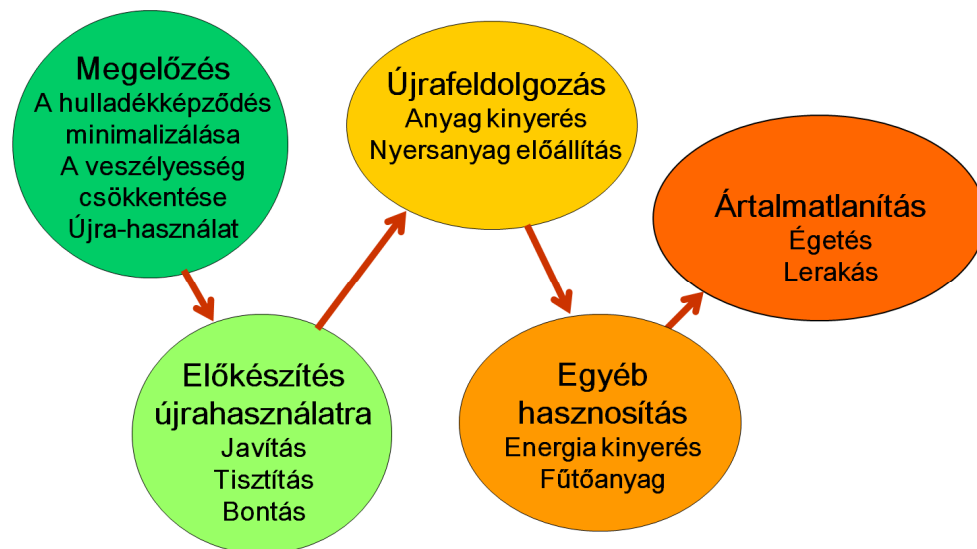 Megelőzés
A hulladékképződés
minimalizálása
A veszélyesség
csökkentése
Újra-használat
Előkészítés
újrahasználatra
Javítás
Tisztítás
Bontás
Újrafeldolgozás
Anyag kinyerés
Nyersanyag előállítás
Egyéb
hasznosítás
Energia kinyerés
Fűtőanyag
Ártalmatlanítás
Égetés
Lerakás